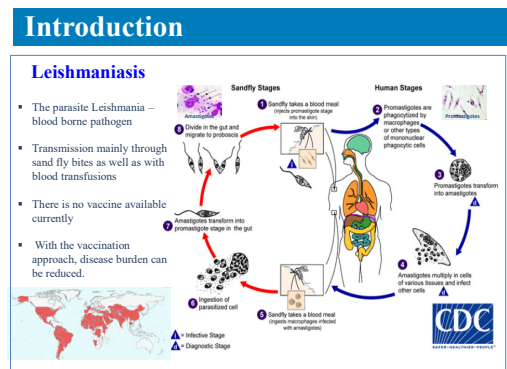 Introduction
Leishmaniasis
▪ The parasite Leishmania –
blood borne pathogen
▪ Transmission mainly through
sand fly bites as well as with
blood transfusions
▪ There is no vaccine available
currently
▪ With the vaccination
approach, disease burden can
be reduced.
Sandfly Stages
Human Stages
Amastigotes
Promastigotes
1 Sandfly takes a blood meal
(injects promastigote stage
into the skin)
2 Promastigotes are
phagocytized by
macrophages
or other types
of mononuclear
phagocytic cells
3
Promastigotes transform
into amastigotes
d
4
Amastigotes multiply in cells
of various tissues and infect
other cells
d
5 Sandfly takes a blood meal
(ingests macrophages infected
with amastigotes)
6 Ingestion of
parasitized cell
7 Amastigotes transform into
promastigote stage in the gut
8 Divide in the gut and
migrate to proboscis
i
i = Infective Stage
d = Diagnostic Stage
CDC
SAFER•HEALTHIER•PEOPLE™